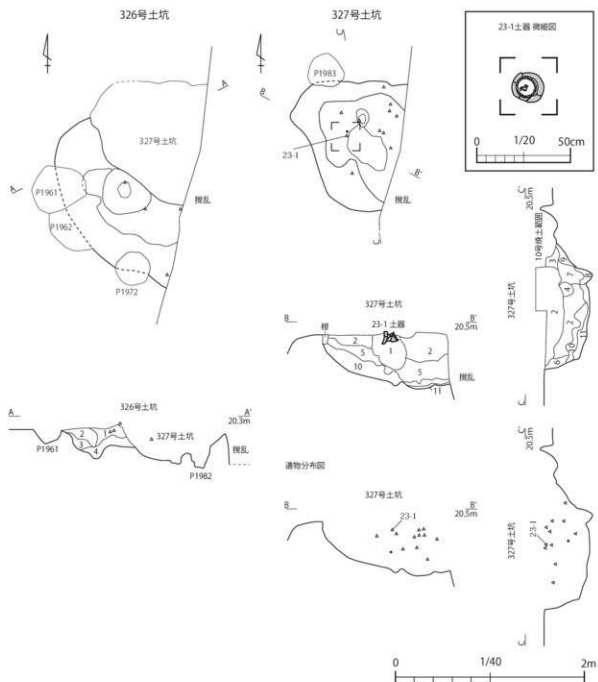 326号土坑
A
A'
327号土坑
P1961
P1962
P1972
撹乱
327号土坑
C'
P1983
B
23-1
B'
撹乱
C
23-1土器 微細図
0 1/20 50cm
C'
20.5m
10号焼土範囲
327号土坑
3
9
7
8
4
2
2
10
11
6
C
327号土坑
B
B'
20.5m
根
23-1 土器
2
1
2
5
5
10
11
撹乱
326号土坑
A
A'
20.3m
2
1
3
4
327号土坑
P1961
P1982
撹乱
遺物分布図
327号土坑
B
B'
20.5m
23-1
C'
20.5m
327号土坑
23-1
C
0 1/40 2m